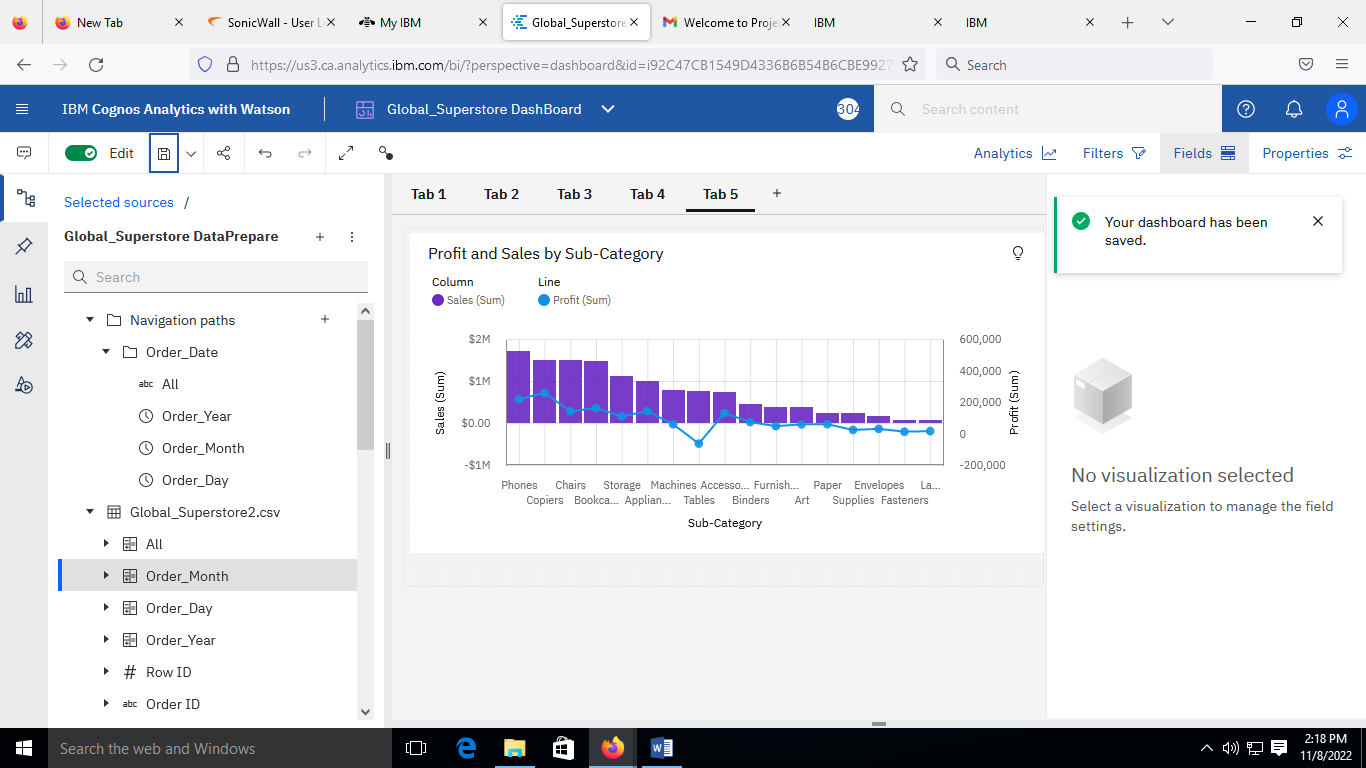 New Tab
SonicWall - User L
My IBM
Global_Superstore
Welcome to Proje
IBM
IBM
https://us3.ca.analytics.ibm.com/bi/?perspective=dashboard&id=i92C47CB1549D4336B6B54B6CBE9927
Search
IBM Cognos Analytics with Watson
Global_Superstore DashBoard
304
Search content
Edit
Analytics
Filters
Fields
Properties
Selected sources /
Global_Superstore DataPrepare
Search
Navigation paths
Order_Date
abc All
Order_Year
Order_Month
Order_Day
Global_Superstore2.csv
All
Order_Month
Order_Day
Order_Year
# Row ID
abc Order ID
Tab 1 Tab 2 Tab 3 Tab 4 Tab 5
Profit and Sales by Sub-Category
Column Line
Sales (Sum) Profit (Sum)
$2M
$1M
$0.00
-$1M
Sales (Sum)
600,000
400,000
200,000
0
-200,000
Profit (Sum)
Phones Chairs Storage Machines Accesso... Furnish... Paper Envelopes La...
Copiers Bookca... Applian... Tables Binders Art Supplies Fasteners
Sub-Category
Your dashboard has been
saved.
No visualization selected
Select a visualization to manage the field
settings.
Search the web and Windows
2:18 PM
11/8/2022